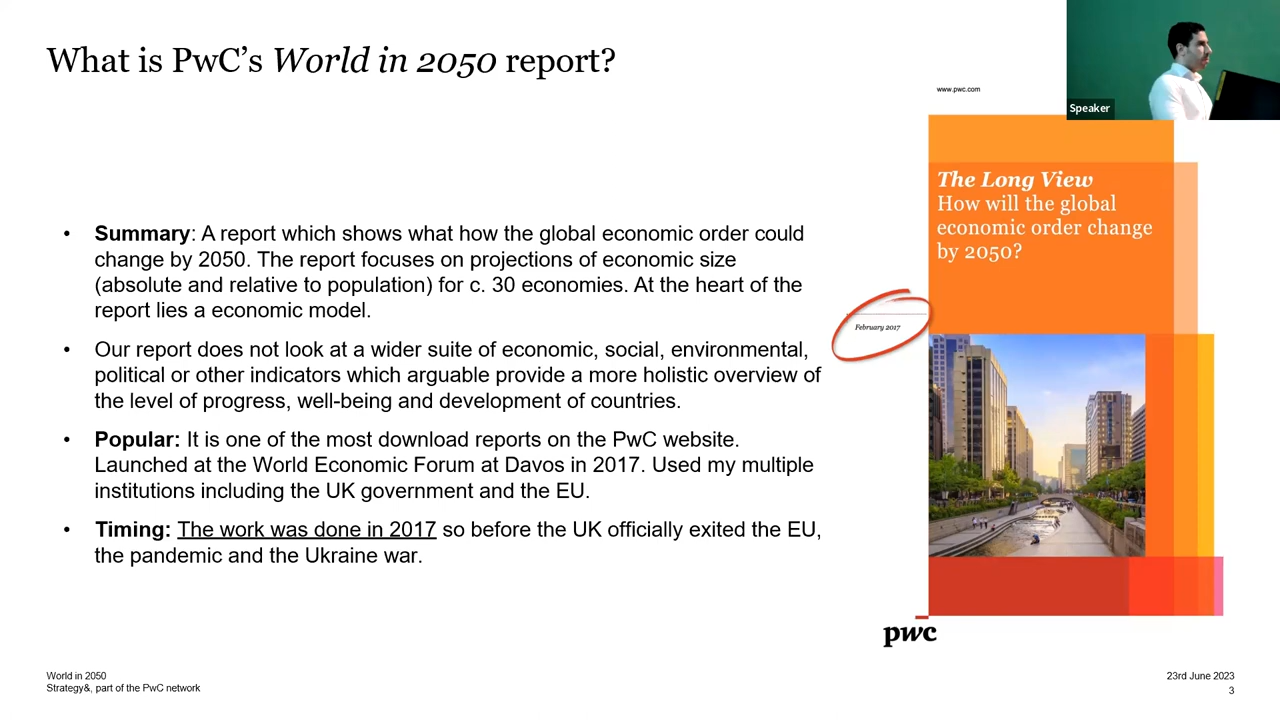 What is PwC’s World in 2050 report?
Speaker
www.pwc.com
The Long View
How will the global
economic order change
by 2050?
February 2017
• Summary: A report which shows what how the global economic order could
change by 2050. The report focuses on projections of economic size
(absolute and relative to population) for c. 30 economies. At the heart of the
report lies a economic model.
• Our report does not look at a wider suite of economic, social, environmental,
political or other indicators which arguable provide a more holistic overview of
the level of progress, well-being and development of countries.
• Popular: It is one of the most download reports on the PwC website.
Launched at the World Economic Forum at Davos in 2017. Used my multiple
institutions including the UK government and the EU.
• Timing: The work was done in 2017 so before the UK officially exited the EU,
the pandemic and the Ukraine war.
pwc
World in 2050
Strategy&, part of the PwC network
23rd June 2023
3